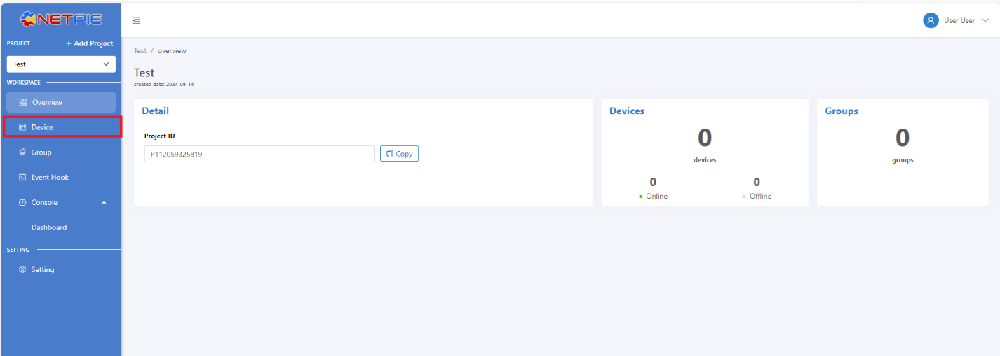 NETPIE
PROJECT
+ Add Project
Test
WORKSPACE
Overview
Device
Group
Event Hook
Console
Dashboard
SETTING
Setting
User User
Test / overview
Test
created date: 2024-08-14
Detail
Project ID
P112059325819
Copy
Devices
0
devices
0
Online
0
Offline
Groups
0
groups